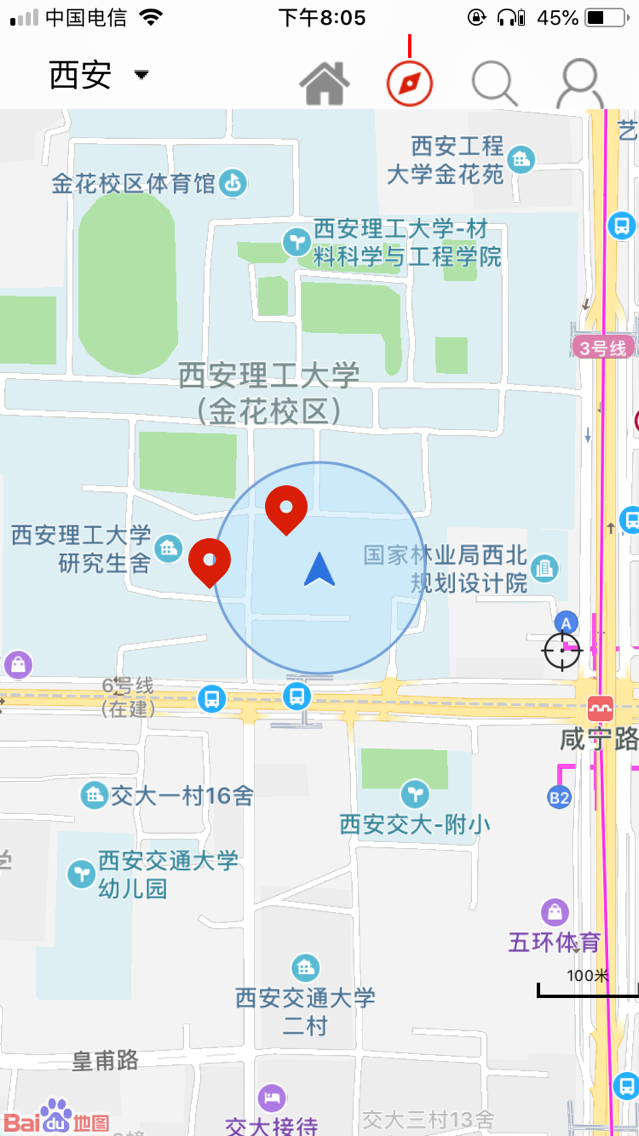 中国电信
下午8:05
45%
西安
艺
西安工程
大学金花苑
金花校区体育馆
西安理工大学-材
料科学与工程学院
3号线
西安理工大学
（金花校区）
西安理工大学
研究生舍
国家林业局西北
规划设计院
A
6号线
（在建）
咸宁路
B2
交大一村16舍
西安交大-附小
学
西安交通大学
幼儿园
五环体育
100米
西安交通大学
二村
皇甫路
Bai du 地图
交大接待
交大三村13舍